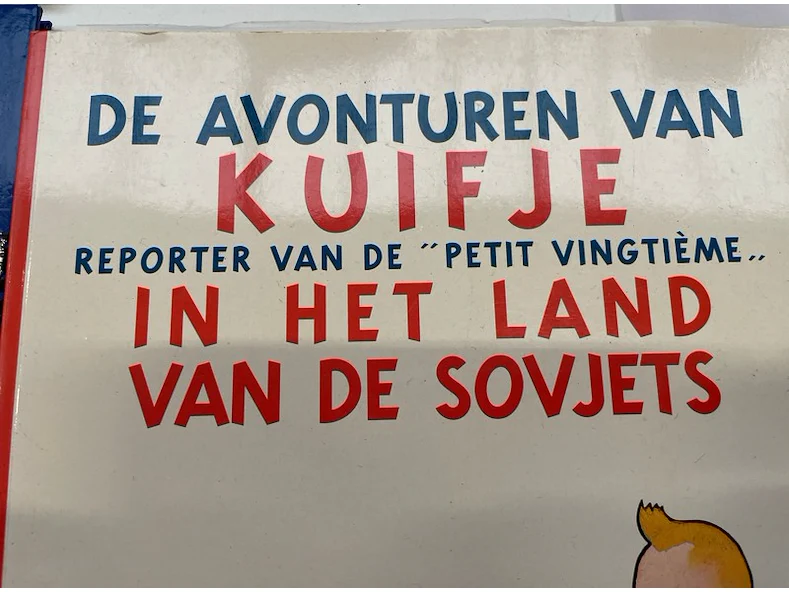 DE AVONTUREN VAN
KUIFJE
REPORTER VAN DE "PETIT VINGTIÈME„
IN HET LAND
VAN DE SOVJETS